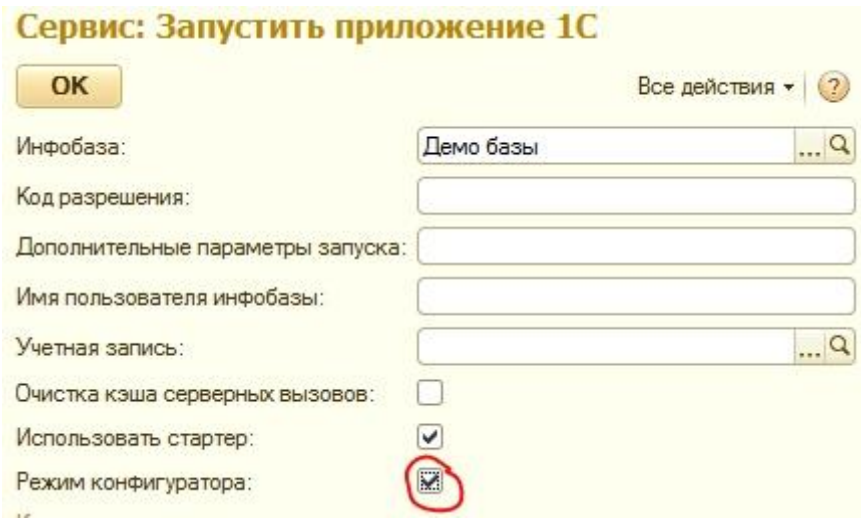 Сервис: Запустить приложение 1С
ОК
Все действия
?
Инфобаза:
Демо базы
...
Код разрешения:
Дополнительные параметры запуска:
Имя пользователя инфобазы:
Учетная запись:
...
Очистка кэша серверных вызовов:
Использовать стартер:
Режим конфигуратора: